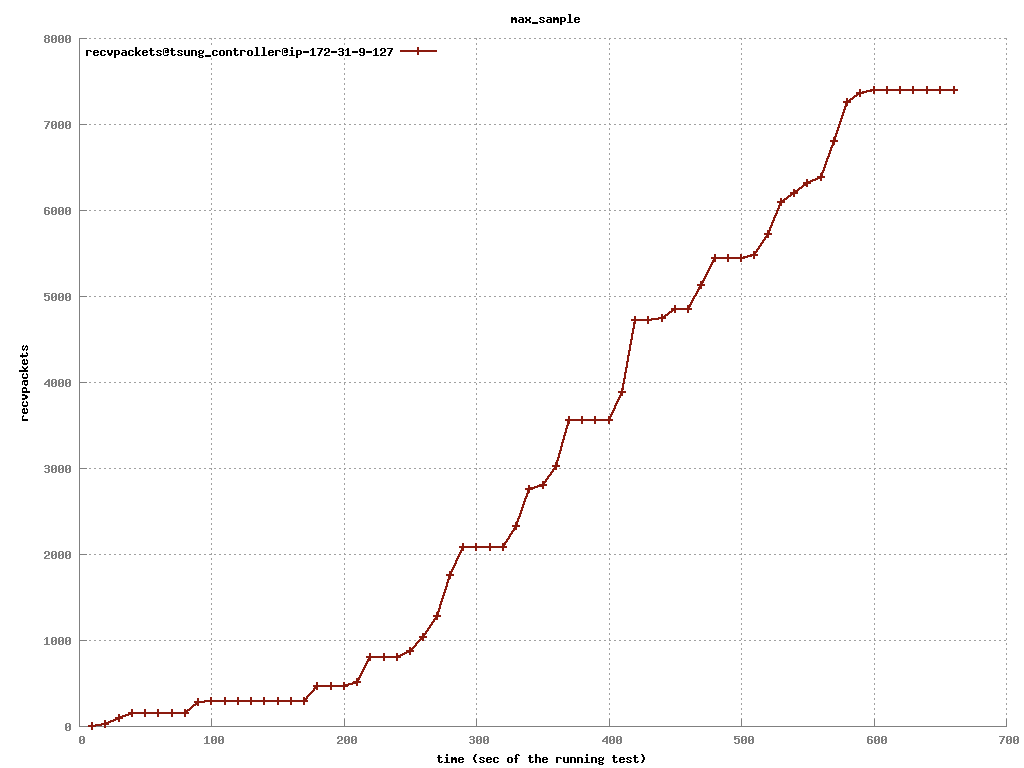 max_sample
recvpackets@tsung_controller@ip-172-31-9-127
8000
7000
6000
5000
4000
3000
2000
1000
0
recvpackets
0 100 200 300 400 500 600 700
time (sec of the running test)